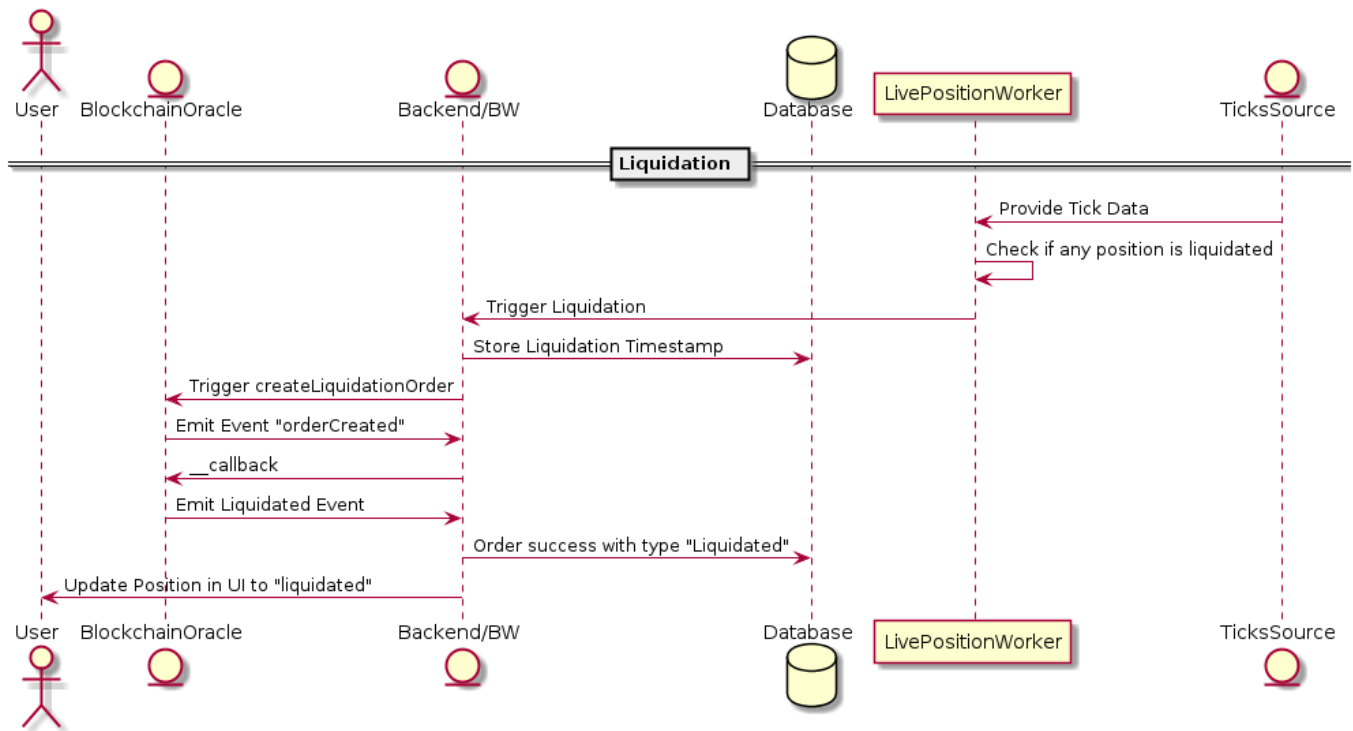 User
BlockchainOracle
Backend/BW
Database
LivePositionWorker
TicksSource
Liquidation
Provide Tick Data
Check if any position is liquidated
Trigger Liquidation
Store Liquidation Timestamp
Trigger createLiquidationOrder
Emit Event "orderCreated"
__callback
Emit Liquidated Event
Order success with type "Liquidated"
Update Position in UI to "liquidated"
User
BlockchainOracle
Backend/BW
Database
LivePositionWorker
TicksSource